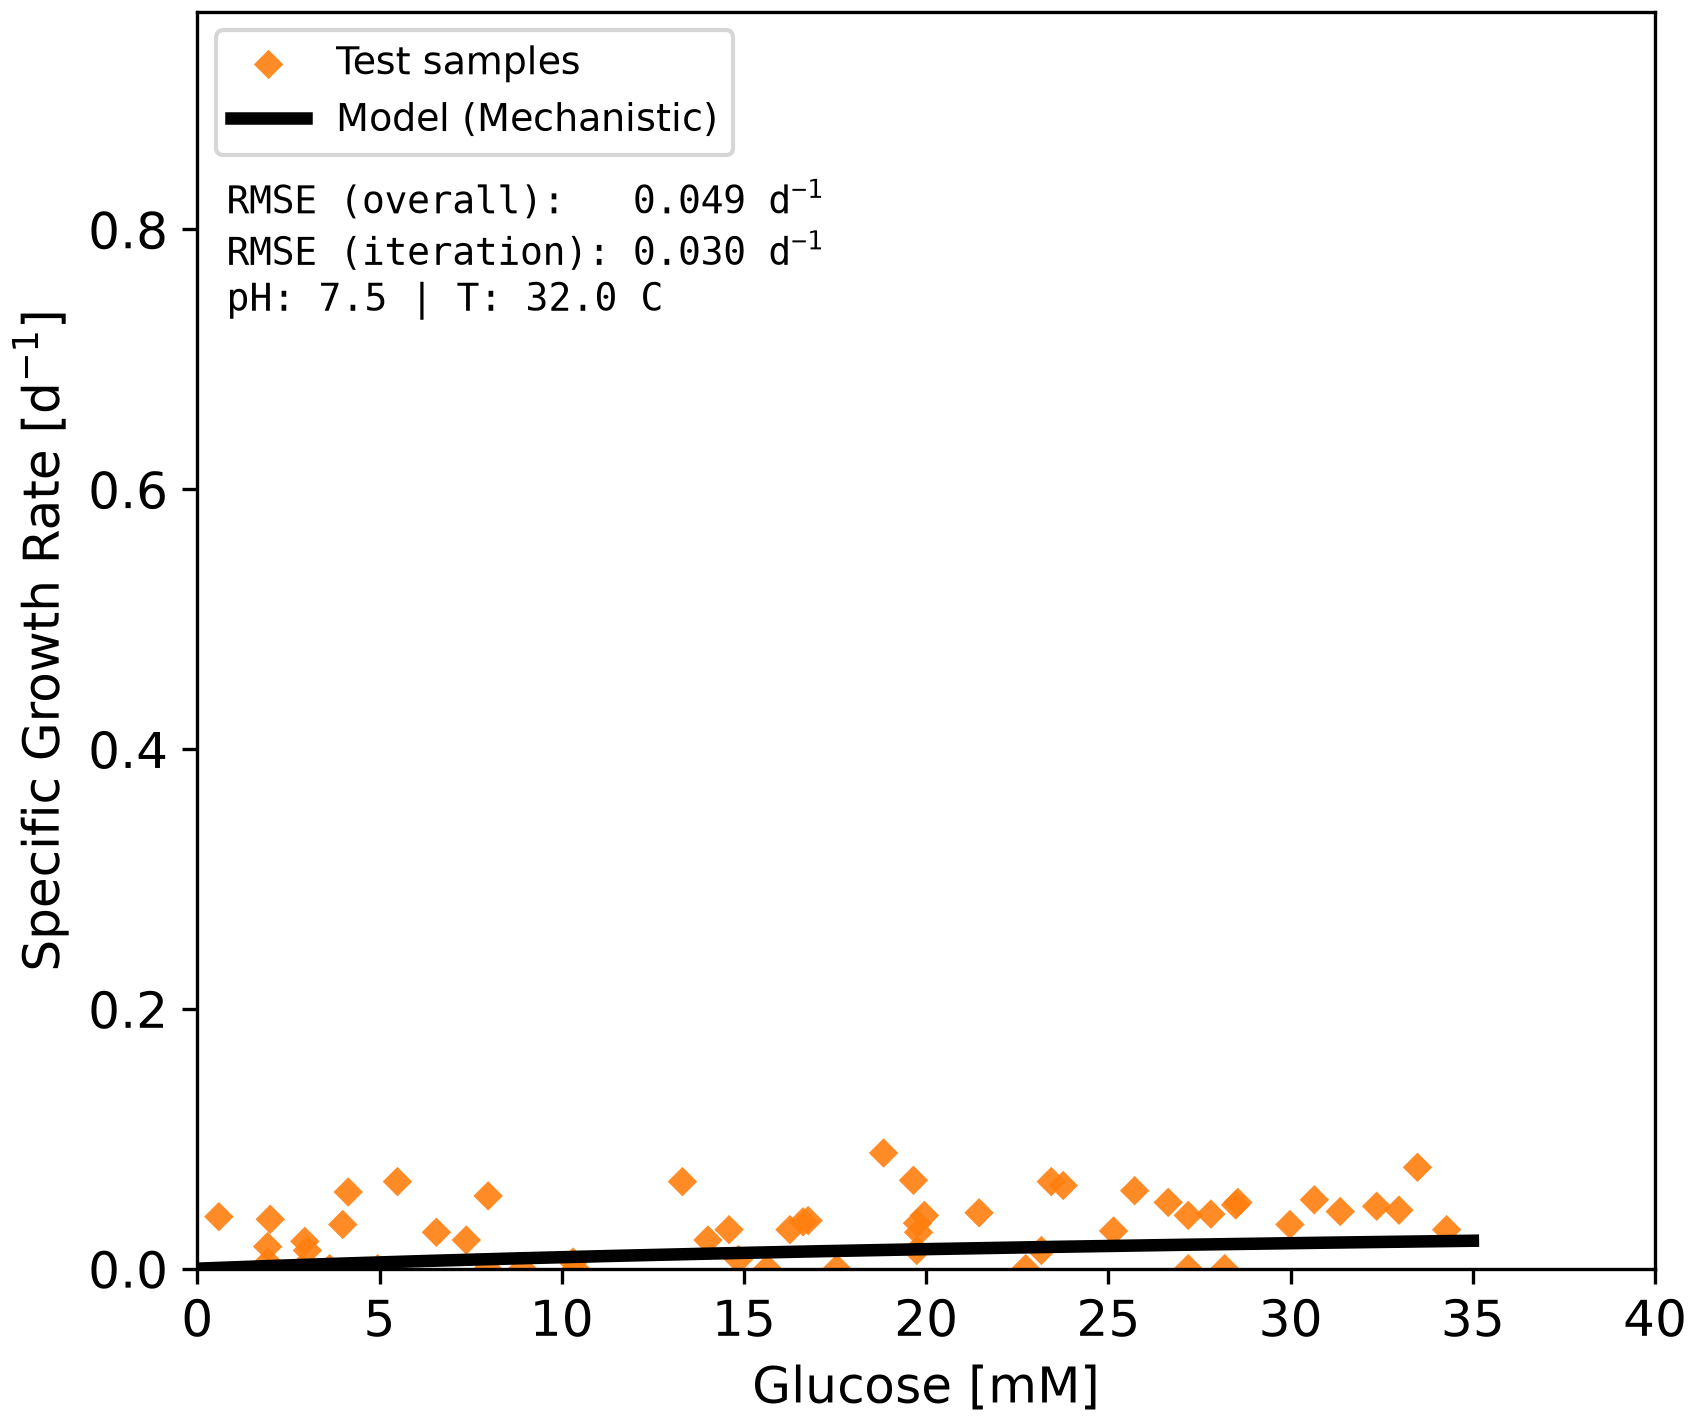 Test samples
Model (Mechanistic)
RMSE (overall):   0.049 d⁻¹
RMSE (iteration): 0.030 d⁻¹
pH: 7.5 | T: 32.0 C
Specific Growth Rate [d⁻¹]
0.8
0.6
0.4
0.2
0.0
0 5 10 15 20 25 30 35 40
Glucose [mM]